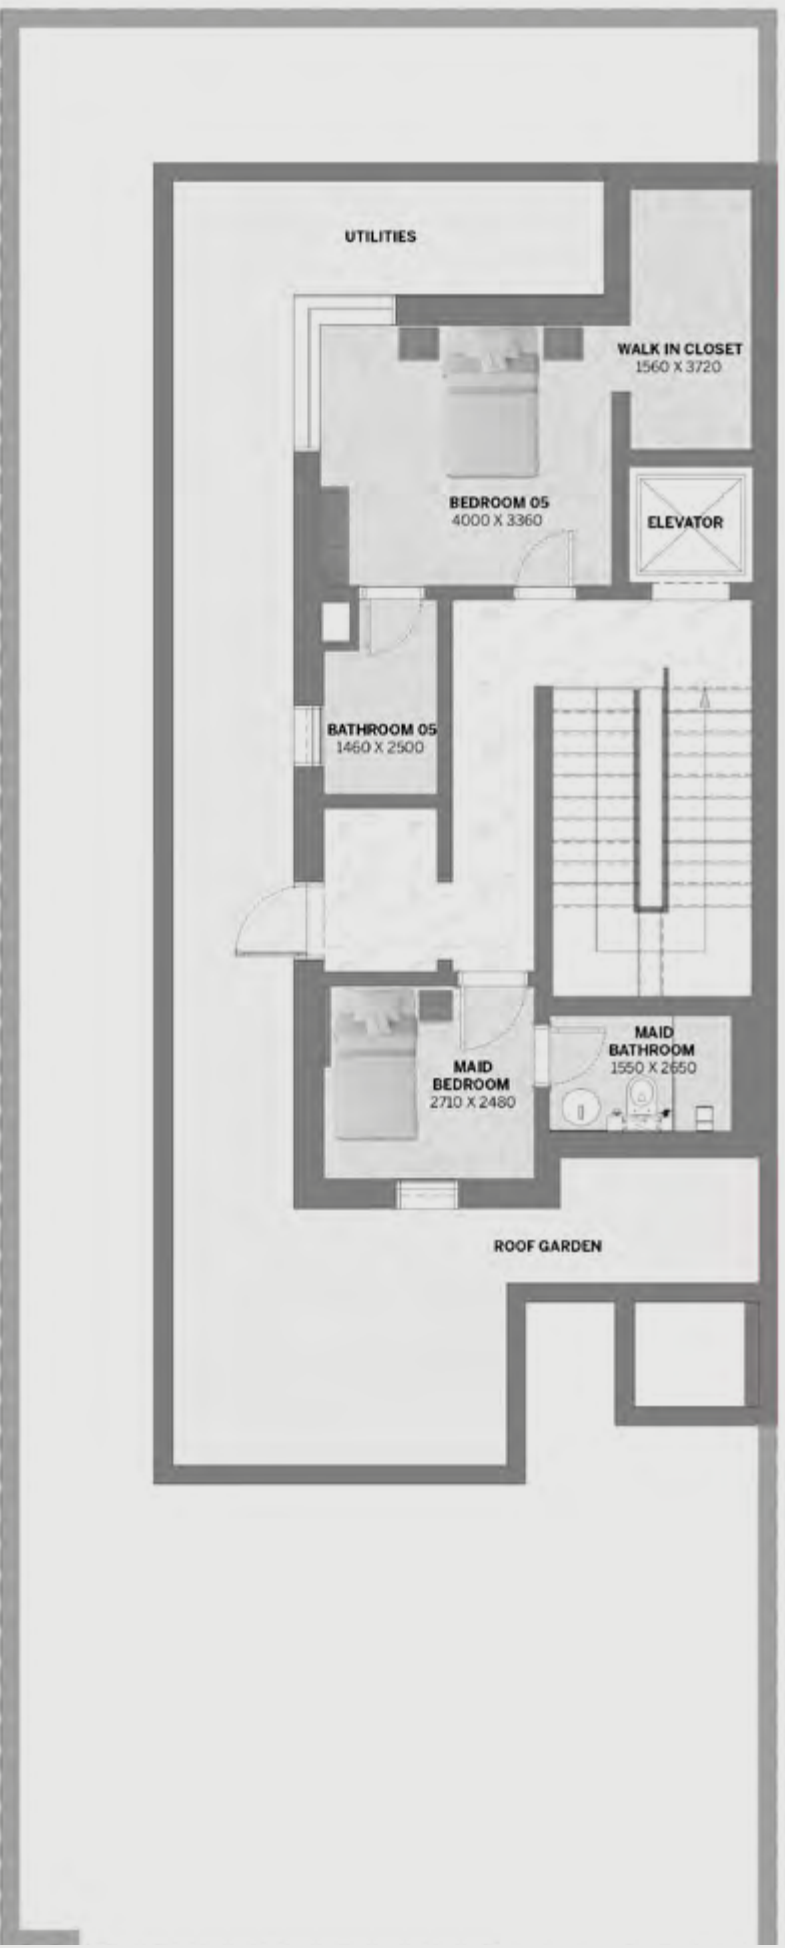 UTILITIES
WALK IN CLOSET
1560 X 3720
BEDROOM 05
4000 X 3360
ELEVATOR
BATHROOM 05
1460 X 2500
MAID
BATHROOM
1550 X 2650
MAID
BEDROOM
2710 X 2480
ROOF GARDEN